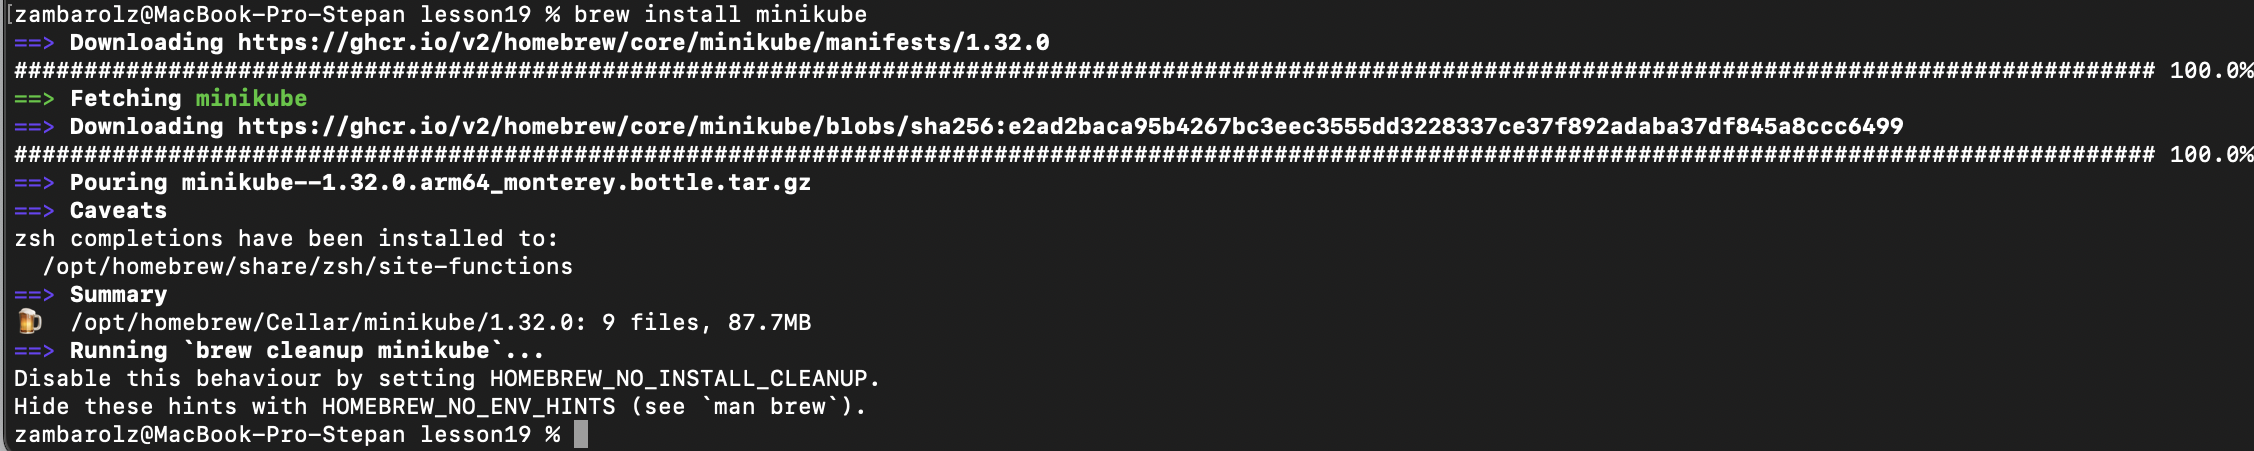 [zambarolz@MacBook-Pro-Stepan lesson19 % brew install minikube
==> Downloading https://ghcr.io/v2/homebrew/core/minikube/manifests/1.32.0
######################################################################################################################################################### 100.0%
==> Fetching minikube
==> Downloading https://ghcr.io/v2/homebrew/core/minikube/blobs/sha256:e2ad2baca95b4267bc3eec3555dd3228337ce37f892adaba37df845a8ccc6499
######################################################################################################################################################### 100.0%
==> Pouring minikube--1.32.0.arm64_monterey.bottle.tar.gz
==> Caveats
zsh completions have been installed to:
  /opt/homebrew/share/zsh/site-functions
==> Summary
🍺  /opt/homebrew/Cellar/minikube/1.32.0: 9 files, 87.7MB
==> Running `brew cleanup minikube`...
Disable this behaviour by setting HOMEBREW_NO_INSTALL_CLEANUP.
Hide these hints with HOMEBREW_NO_ENV_HINTS (see `man brew`).
zambarolz@MacBook-Pro-Stepan lesson19 %